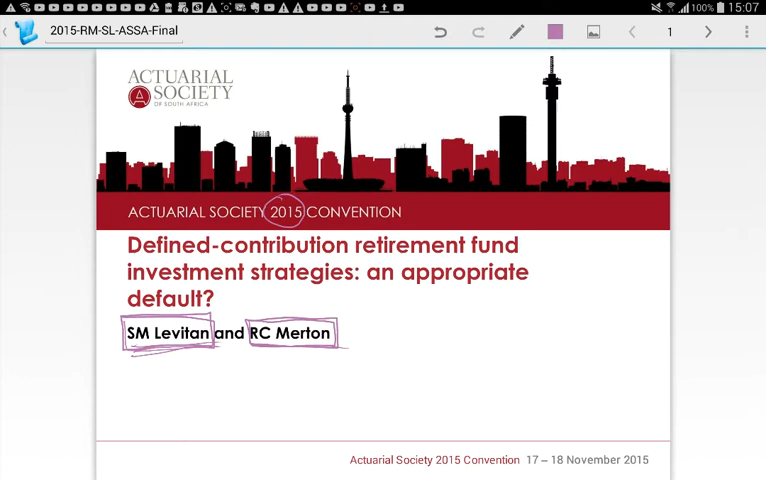 100% 15:07
2015-RM-SL-ASSA-Final
1
ACTUARIAL
SOCIETY
OF SOUTH AFRICA
ACTUARIAL SOCIETY 2015 CONVENTION
Defined-contribution retirement fund
investment strategies: an appropriate
default?
SM Levitan and RC Merton
Actuarial Society 2015 Convention 17 – 18 November 2015